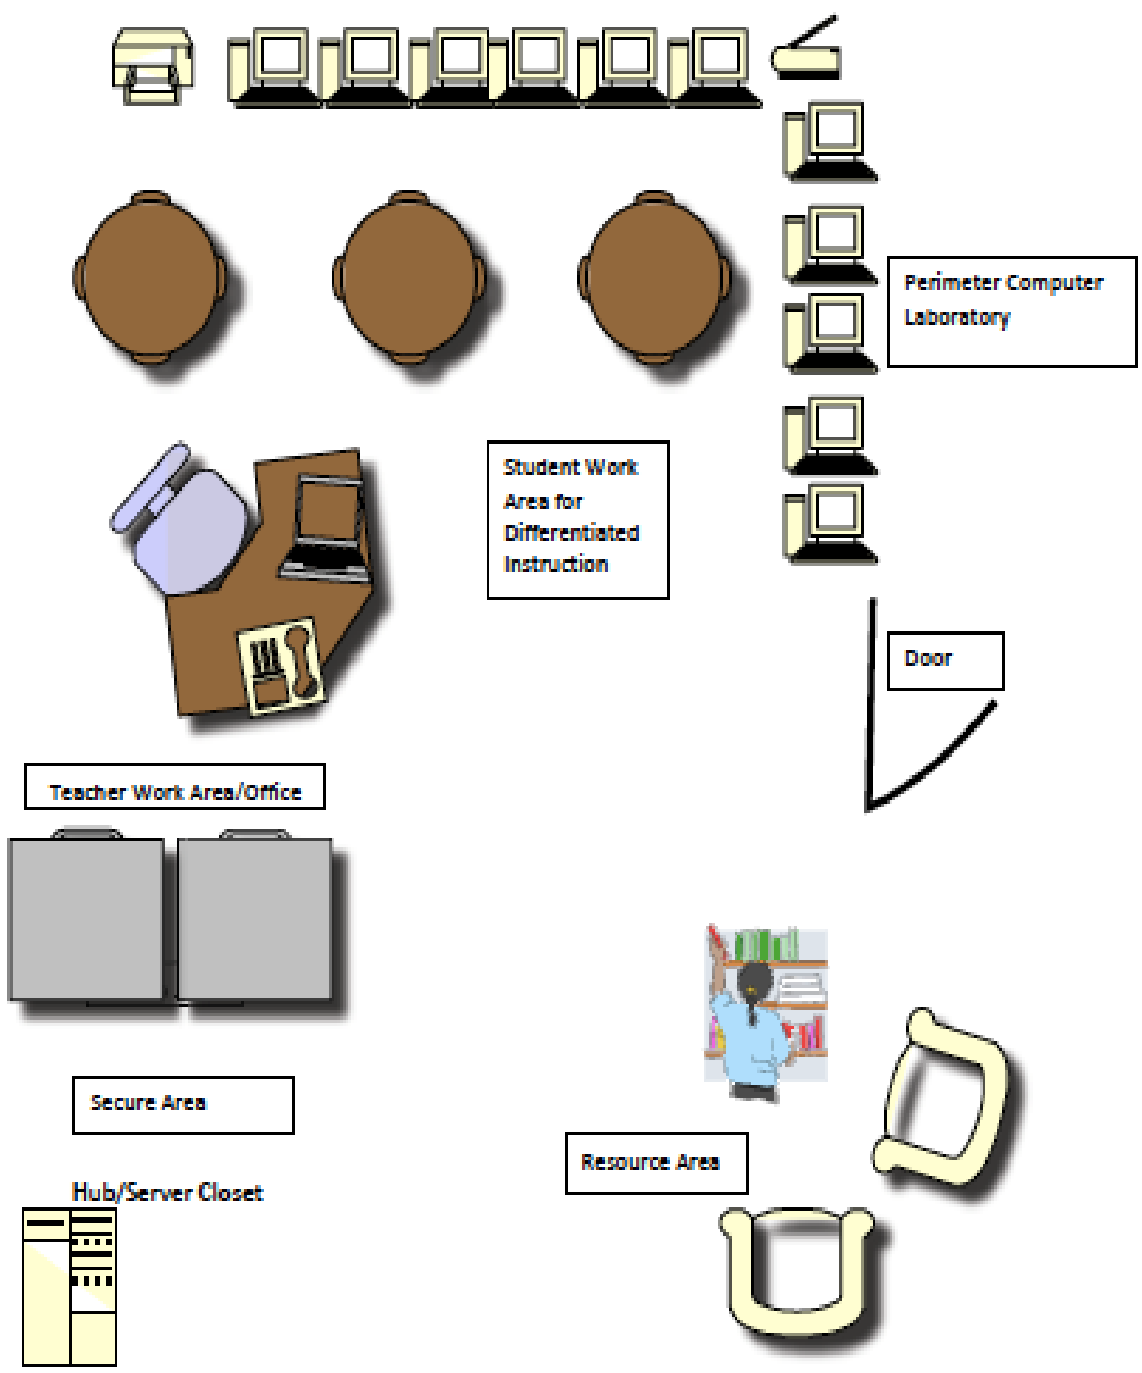 Perimeter Computer
Laboratory
Student Work
Area for
Differentiated
Instruction
Door
Teacher Work Area/Office
Secure Area
Resource Area
Hub/Server Closet